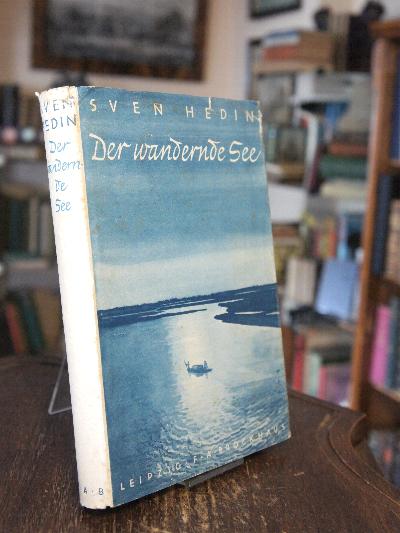 SVEN
HEDIN
Der
wandern-
de
See
A·B
SVEN HEDIN
Der wandernde See
LEIPZIG · F·A·BROCKHAUS